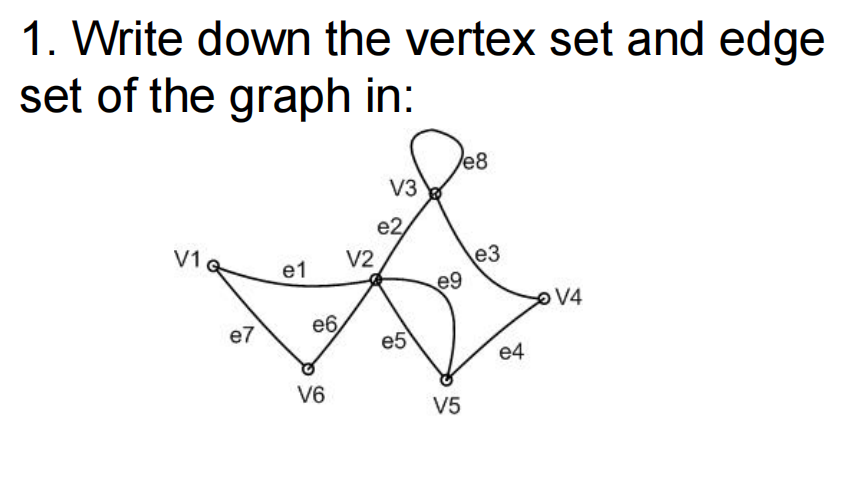 1. Write down the vertex set and edge
set of the graph in:
e8
V3
e2
V1
e1
V2
e3
e9
V4
e7
e6
e5
e4
V6
V5